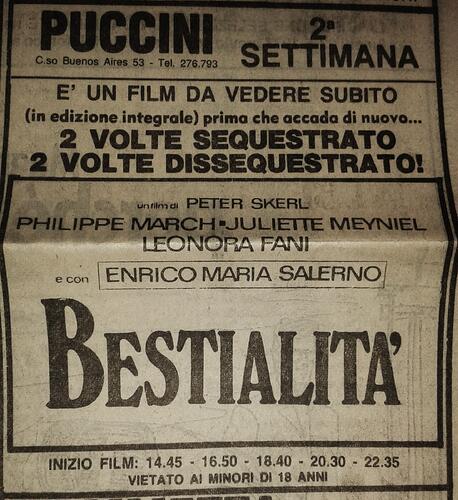 PUCCINI
C.so Buenos Aires 53 - Tel. 276.793
2ª
SETTIMANA
E' UN FILM DA VEDERE SUBITO
(in edizione integrale) prima che accada di nuovo...
2 VOLTE SEQUESTRATO
2 VOLTE DISSEQUESTRATO!
un film di PETER SKERL
PHILIPPE MARCH-JULIETTE MEYNIEL
LEONORA FANI
e con ENRICO MARIA SALERNO
BESTIALITA'
INIZIO FILM: 14.45 - 16.50 - 18.40 - 20.30 - 22.35
VIETATO AI MINORI DI 18 ANNI